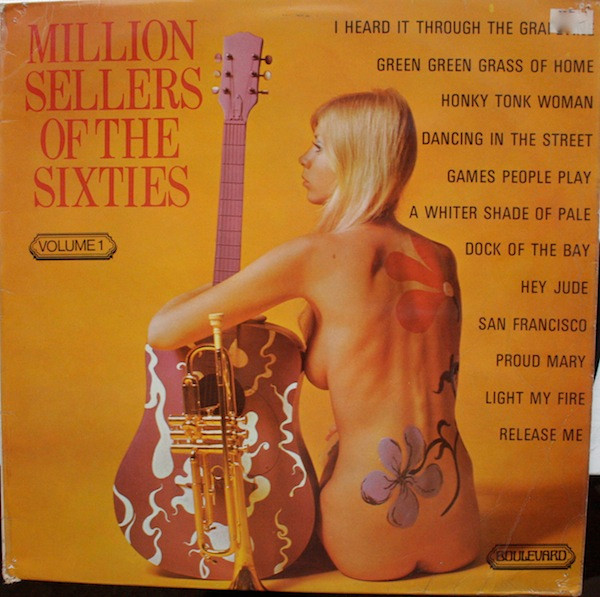 MILLION
SELLERS
OF THE
SIXTIES
VOLUME 1
I HEARD IT THROUGH THE
GREEN GREEN GRASS OF HOME
HONKY TONK WOMAN
DANCING IN THE STREET
GAMES PEOPLE PLAY
A WHITER SHADE OF PALE
DOCK OF THE BAY
HEY JUDE
SAN FRANCISCO
PROUD MARY
LIGHT MY FIRE
RELEASE ME
BOULEVARD